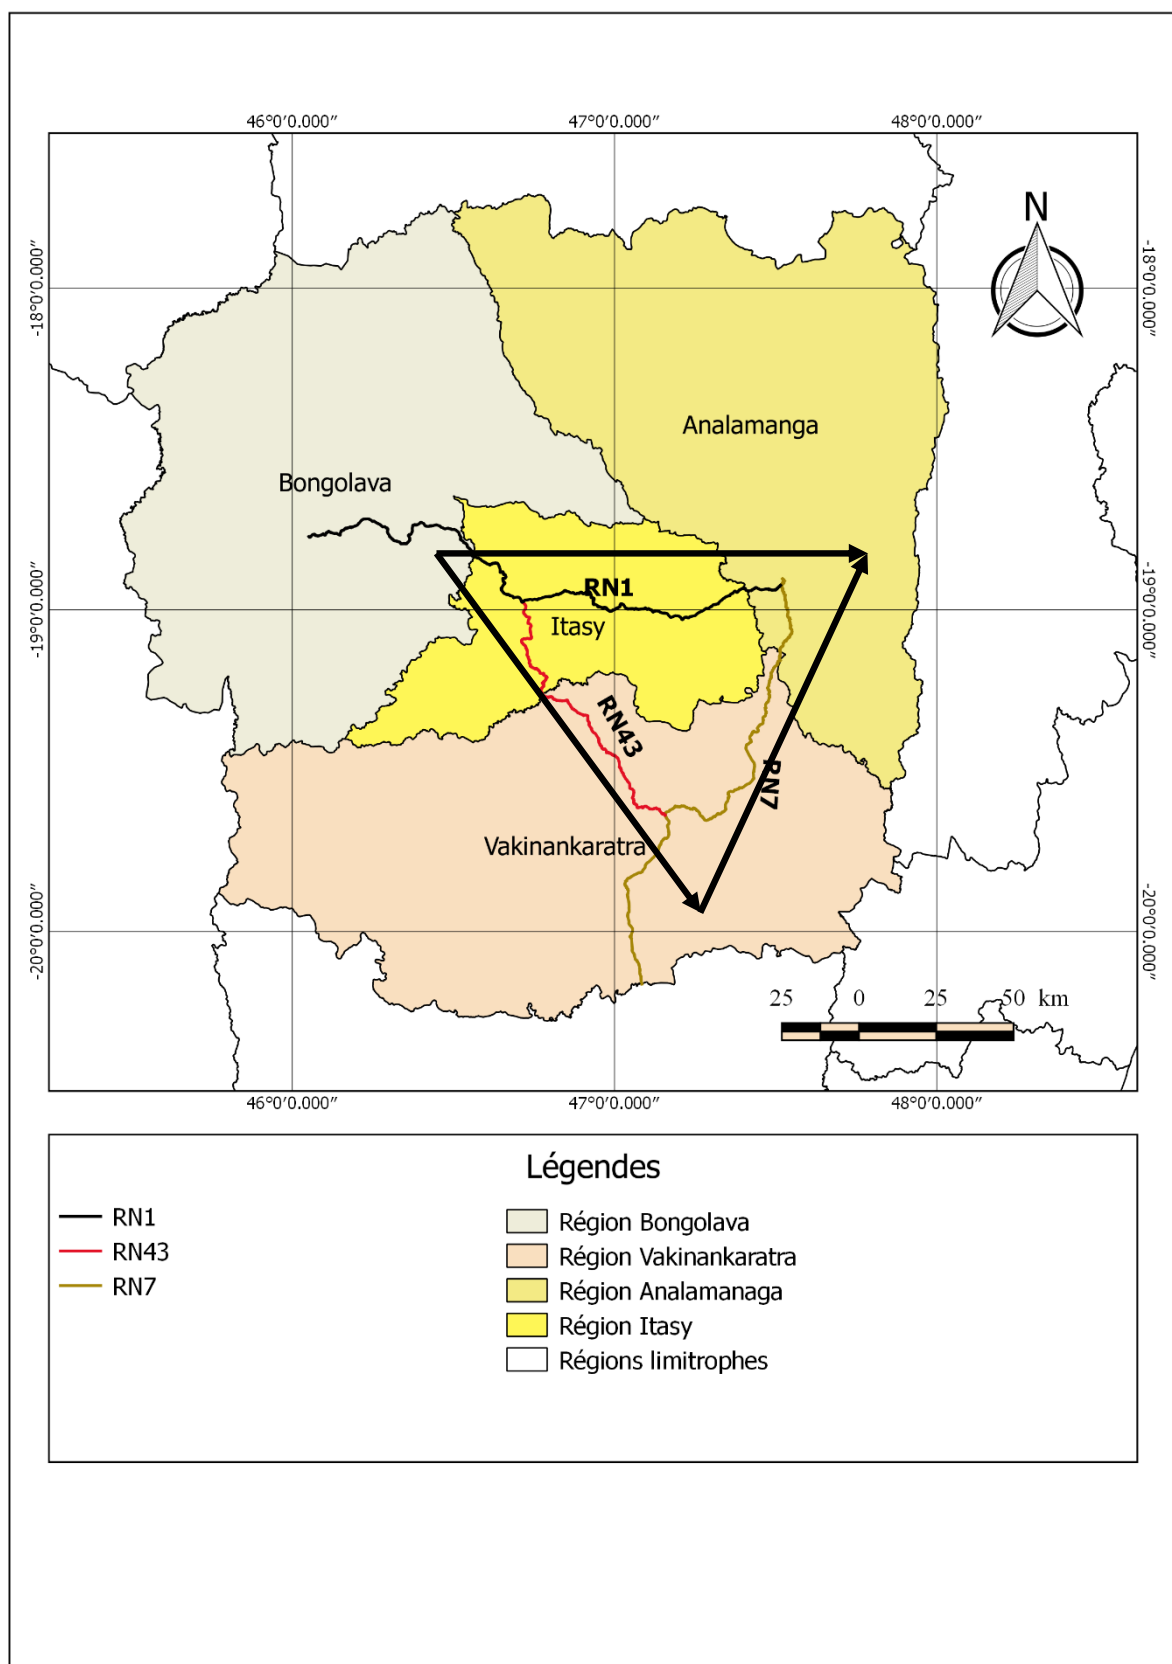 46°0′0.000″ 47°0′0.000″ 48°0′0.000″
N
-18°0′0.000″ -18°0′0.000″
Analamanga
Bongolava
-19°0′0.000″ RN1 -19°0′0.000″
Itasy
RN43
RN7
Vakinankaratra
-20°0′0.000″ -20°0′0.000″
25 0 25 50 km
46°0′0.000″ 47°0′0.000″ 48°0′0.000″
Légendes
RN1
RN43
RN7
Région Bongolava
Région Vakinankaratra
Région Analamanaga
Région Itasy
Régions limitrophes